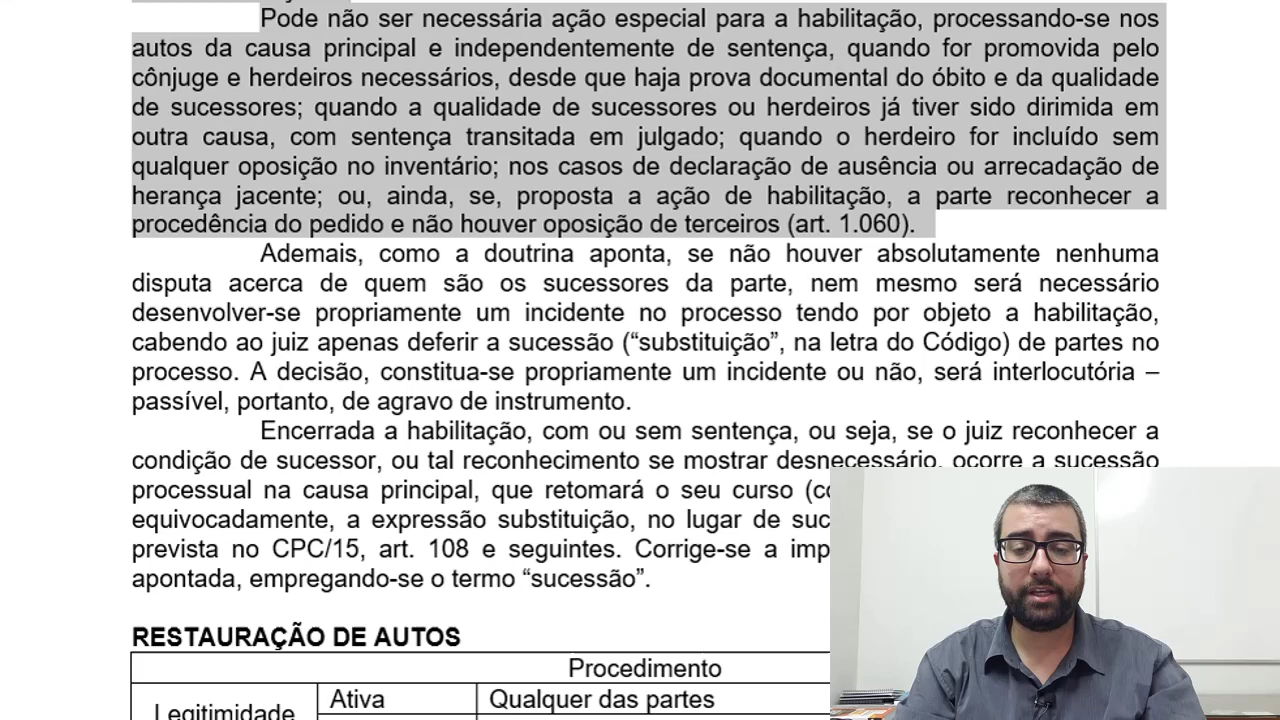 Pode não ser necessária ação especial para a habilitação, processando-se nos
autos da causa principal e independentemente de sentença, quando for promovida pelo
cônjuge e herdeiros necessários, desde que haja prova documental do óbito e da qualidade
de sucessores; quando a qualidade de sucessores ou herdeiros já tiver sido dirimida em
outra causa, com sentença transitada em julgado; quando o herdeiro for incluído sem
qualquer oposição no inventário; nos casos de declaração de ausência ou arrecadação de
herança jacente; ou, ainda, se, proposta a ação de habilitação, a parte reconhecer a
procedência do pedido e não houver oposição de terceiros (art. 1.060).
Ademais, como a doutrina aponta, se não houver absolutamente nenhuma
disputa acerca de quem são os sucessores da parte, nem mesmo será necessário
desenvolver-se propriamente um incidente no processo tendo por objeto a habilitação,
cabendo ao juiz apenas deferir a sucessão (“substituição”, na letra do Código) de partes no
processo. A decisão, constitua-se propriamente um incidente ou não, será interlocutória –
passível, portanto, de agravo de instrumento.
Encerrada a habilitação, com ou sem sentença, ou seja, se o juiz reconhecer a
condição de sucessor, ou tal reconhecimento se mostrar desnecessário, ocorre a sucessão
processual na causa principal, que retomará o seu curso
equivocadamente, a expressão substituição, no lugar de
prevista no CPC/15, art. 108 e seguintes. Corrige-se a
apontada, empregando-se o termo “sucessão”.
RESTAURAÇÃO DE AUTOS
Procedimento
Legitimidade
Ativa
Qualquer das partes